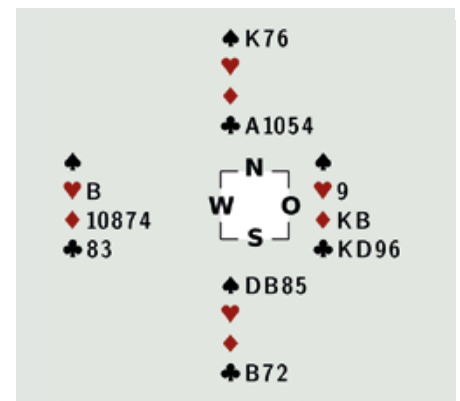 ♠ K76
♥
♦
♣ A1054
♠
♥ B
♦ 10874
♣ 83
N
W O
S
♠
♥ 9
♦ KB
♣ KD96
♠ DB85
♥
♦
♣ B72